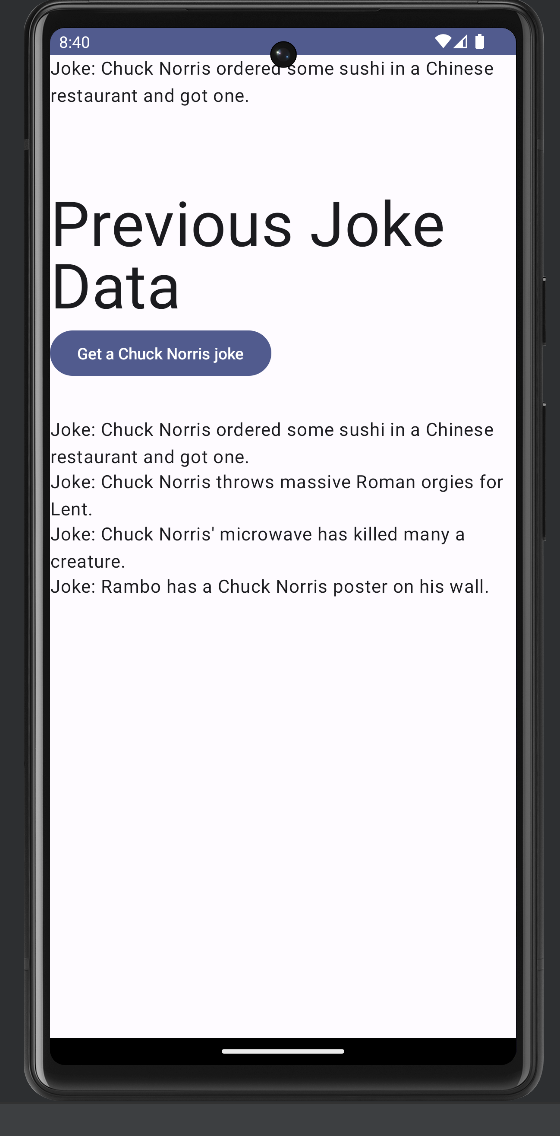 8:40
Joke: Chuck Norris ordered some sushi in a Chinese
restaurant and got one.
Previous Joke
Data
Get a Chuck Norris joke
Joke: Chuck Norris ordered some sushi in a Chinese
restaurant and got one.
Joke: Chuck Norris throws massive Roman orgies for
Lent.
Joke: Chuck Norris' microwave has killed many a
creature.
Joke: Rambo has a Chuck Norris poster on his wall.